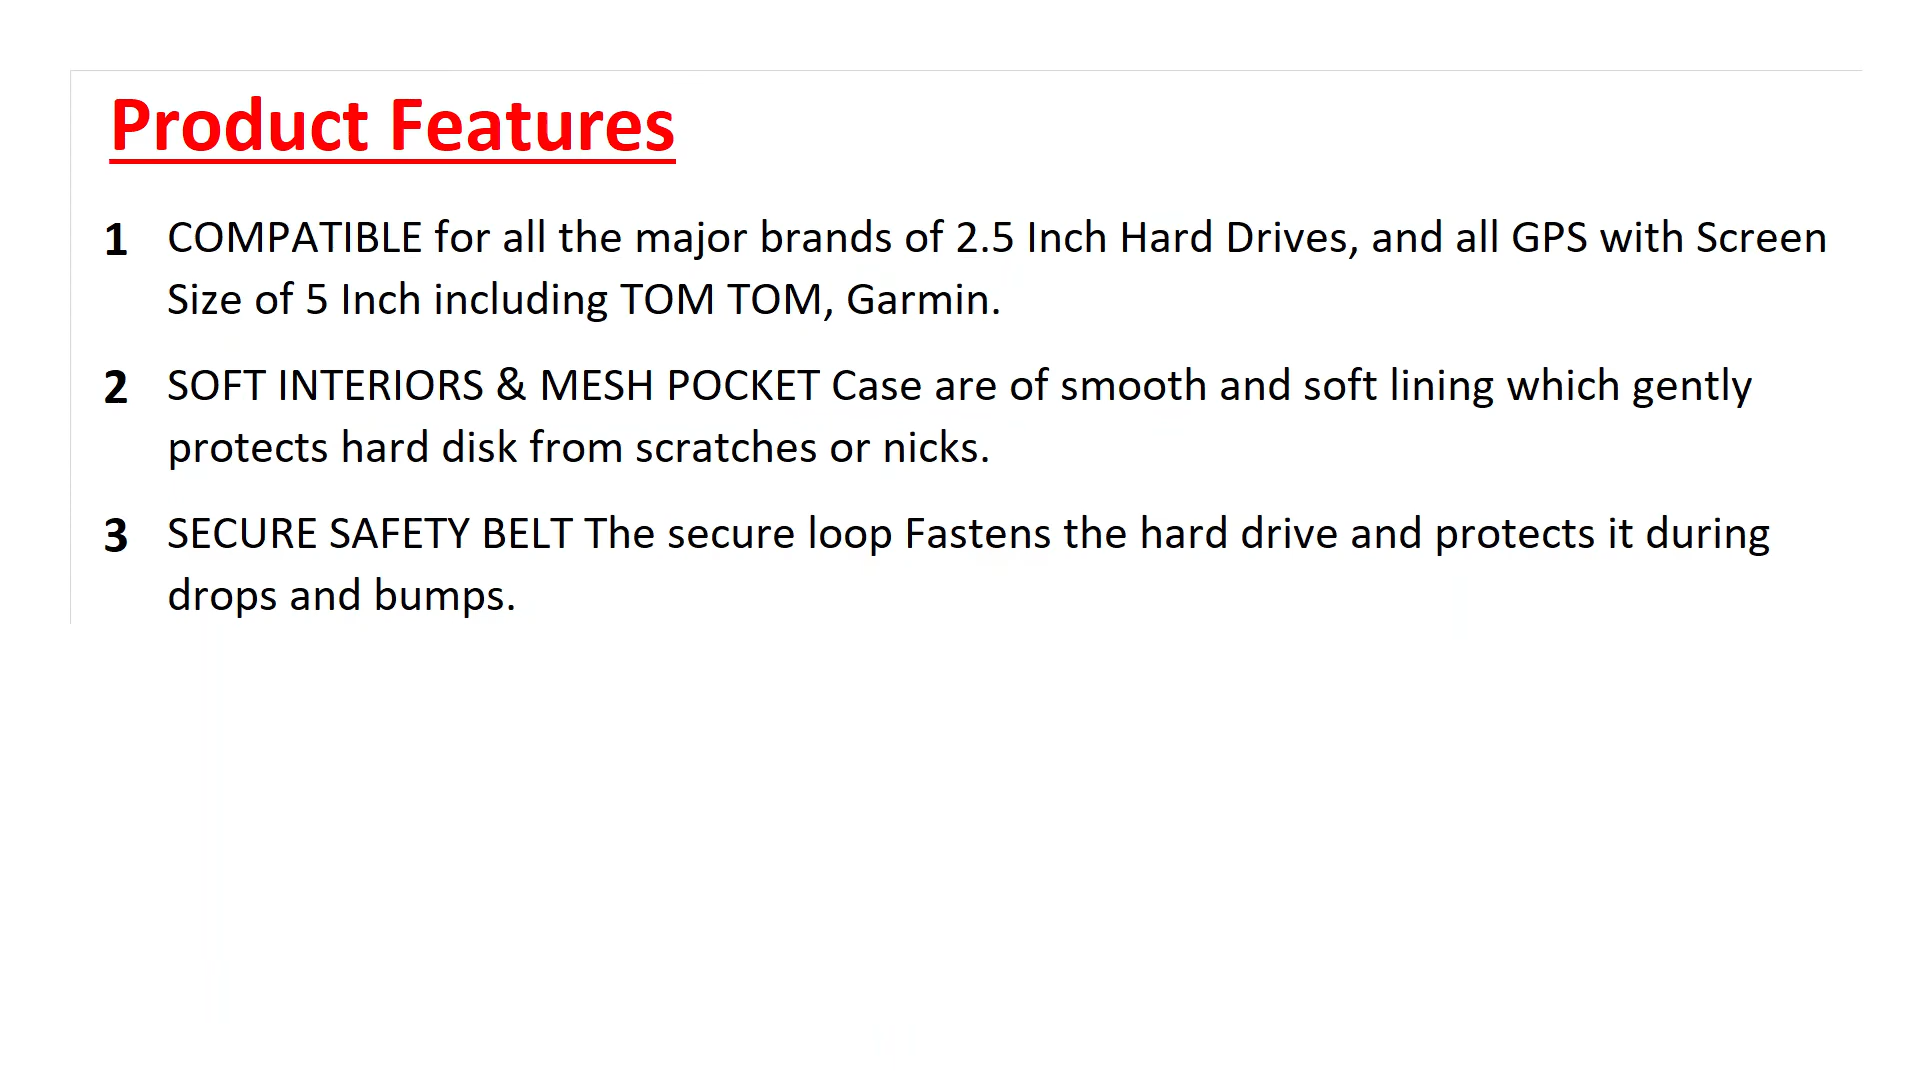 Product Features
1 COMPATIBLE for all the major brands of 2.5 Inch Hard Drives, and all GPS with Screen
Size of 5 Inch including TOM TOM, Garmin.
2 SOFT INTERIORS & MESH POCKET Case are of smooth and soft lining which gently
protects hard disk from scratches or nicks.
3 SECURE SAFETY BELT The secure loop Fastens the hard drive and protects it during
drops and bumps.